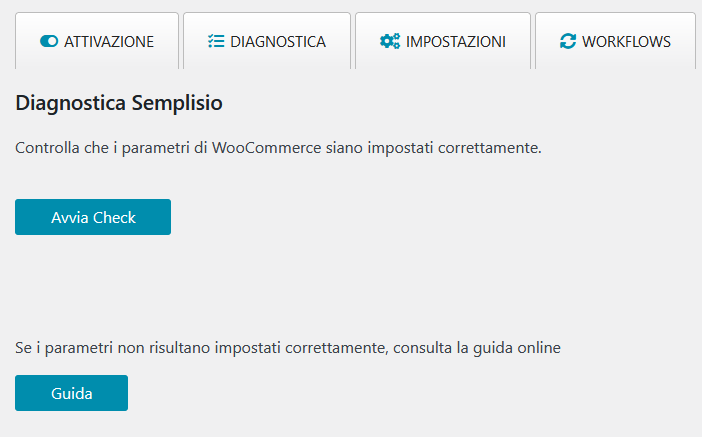 ATTIVAZIONE DIAGNOSTICA IMPOSTAZIONI WORKFLOWS
Diagnostica Semplisio
Controlla che i parametri di WooCommerce siano impostati correttamente.
Avvia Check
Se i parametri non risultano impostati correttamente, consulta la guida online
Guida